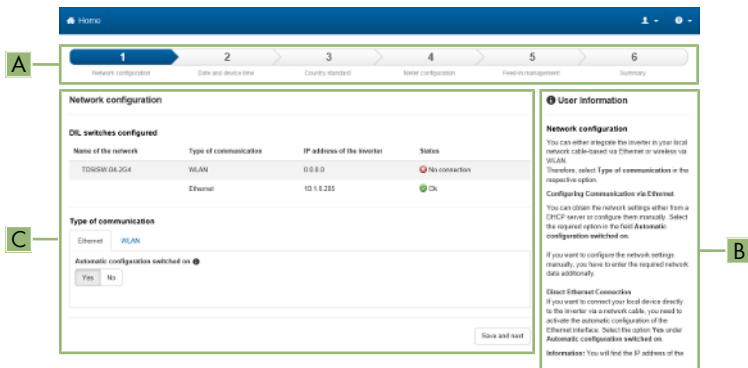 Home
A
1 2 3 4 5 6
Network configuration Date and device time Country standard Meter configuration Feed-in management Summary
C
Network configuration
DIL switches configured
Name of the network Type of communication IP address of the inverter Status
WLAN 0.0.0.0 No connection
Ethernet 10.1.8.285 Ok
Type of communication
Ethernet WLAN
Automatic configuration switched on
Yes No
Save and next
B
User Information
Network configuration
You can either integrate the inverter in your local
network cable-based via Ethernet or wireless via
WLAN.
Therefore, select Type of communication in the
respective option.
Configuring Communication via Ethernet
You can obtain the network settings either from a
DHCP server or configure them manually. Select
the required option in the field Automatic
configuration switched on.
If you want to configure the network settings
manually, you have to enter the required network
data additionally.
Direct Ethernet Connection
If you want to connect your local device directly
to the inverter via a network cable, you need to
activate the automatic configuration of the
Ethernet interface. Select the option Yes under
Automatic configuration switched on.
Information: You will find the IP address of the